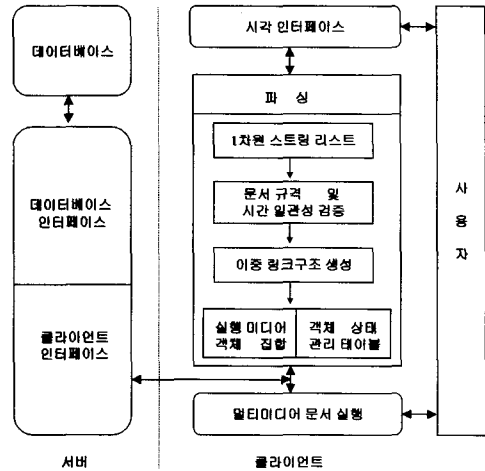 데이터베이스
데이터베이스
인터페이스
클라이언트
인터페이스
서버
시각 인터페이스
파 싱
1차원 스트링 리스트
문서 규격 및
시간 일관성 검증
이중 링크구조 생성
실행 미디어
객체 집합
객체 상태
관리 테이블
멀티미디어 문서 실행
클라이언트
사
용
자